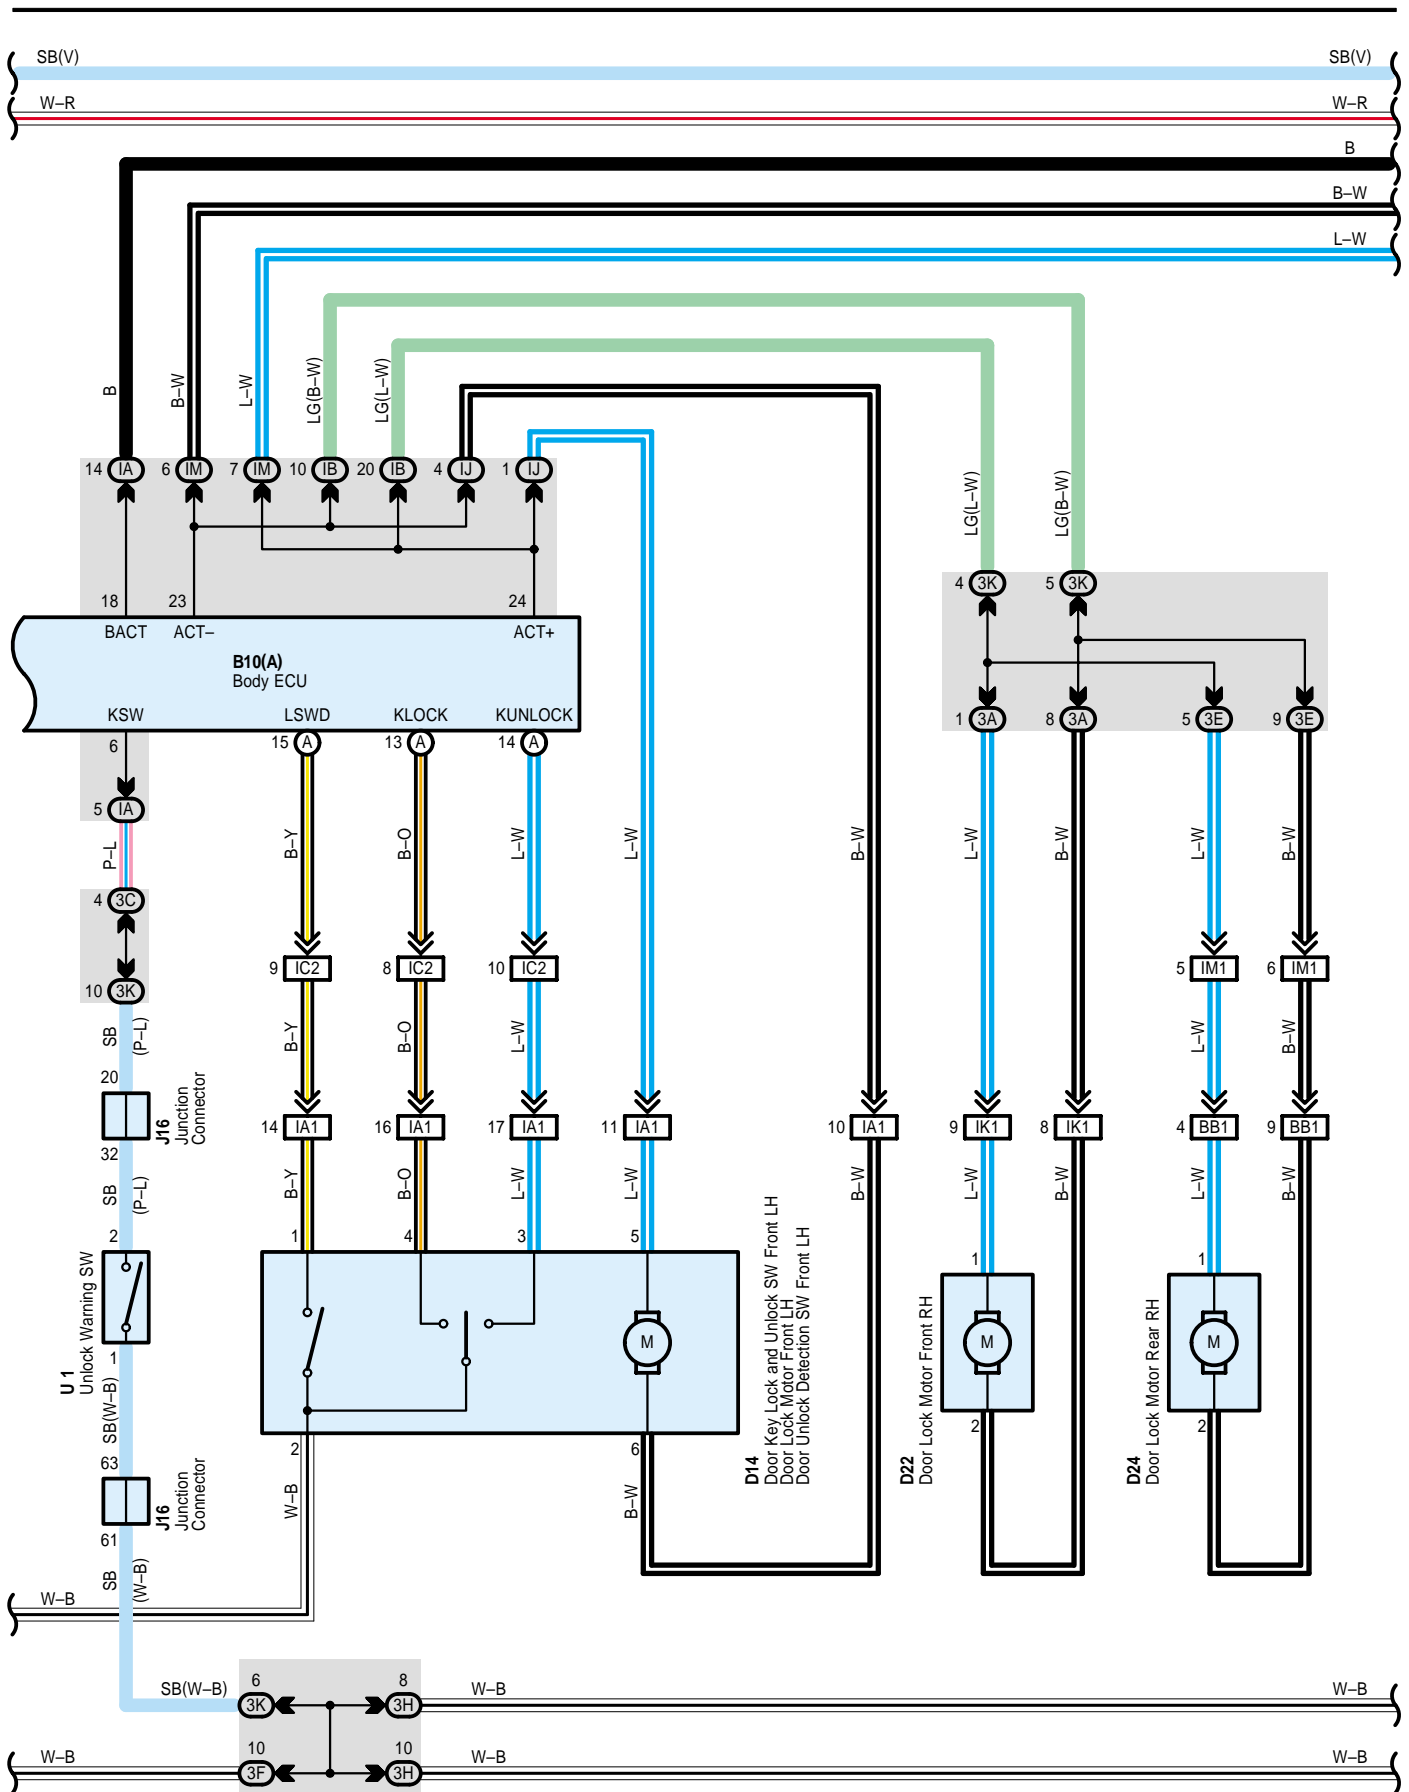 SB(V) SB(V)
W–R W–R
B
B–W
L–W
B
B–W
L–W
LG(B–W)
LG(L–W)
14 IA 6 IM 7 IM 10 IB 20 IB 4 IJ 1 IJ
LG(L–W)
LG(B–W)
4 3K 5 3K
18 23 24
BACT ACT– ACT+
B10(A)
Body ECU
KSW LSWD KLOCK KUNLOCK
1 3A 8 3A 5 3E 9 3E
6 15 A 13 A 14 A
5 IA
P–L
B–Y
B–O
L–W
L–W
B–W
L–W
B–W
L–W
B–W
4 3C
9 IC2 8 IC2 10 IC2 5 IM1 6 IM1
10 3K
SB
(P–L)
B–Y
B–O
L–W
L–W
B–W
20
J16
Junction
Connector
32
14 IA1 16 IA1 17 IA1 11 IA1 10 IA1 9 IK1 8 IK1 4 BB1 9 BB1
SB
(P–L)
B–Y
B–O
L–W
L–W
B–W
L–W
B–W
L–W
B–W
2 1 4 3 5
1 1
U 1
Unlock Warning SW
1
M M M
D14
Door Key Lock and Unlock SW Front LH
Door Lock Motor Front LH
Door Unlock Detection SW Front LH
D22
Door Lock Motor Front RH
D24
Door Lock Motor Rear RH
2 2
2 6
SB(W–B)
63
J16
Junction
Connector
61
W–B
B–W
SB
(W–B)
W–B
SB(W–B) 6 3K 8 3H W–B W–B
W–B 10 3F 10 3H W–B W–B